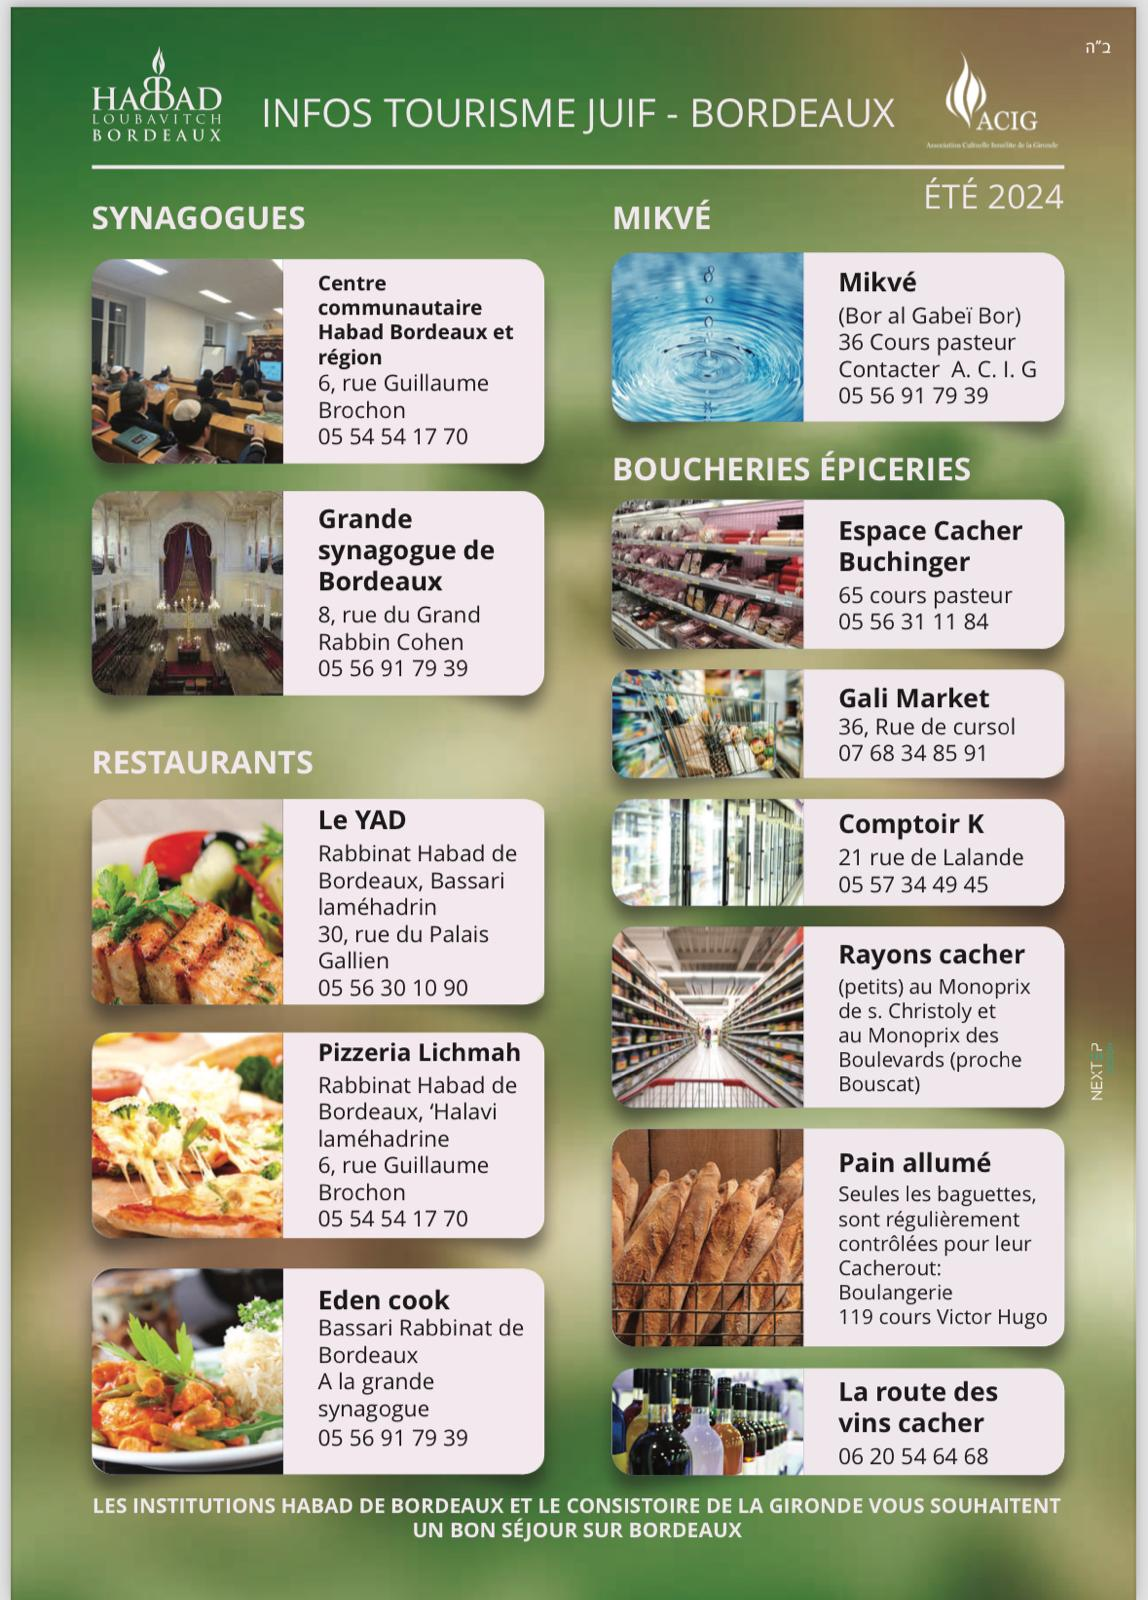 ב"ה
HABAD
LOUBAVITCH
BORDEAUX
INFOS TOURISME JUIF - BORDEAUX
ACIG
Association Culturelle Israélite de la Gironde
ÉTÉ 2024
SYNAGOGUES
Centre
communautaire
Habad Bordeaux et
région
6, rue Guillaume
Brochon
05 54 54 17 70
Grande
synagogue de
Bordeaux
8, rue du Grand
Rabbin Cohen
05 56 91 79 39
RESTAURANTS
Le YAD
Rabbinat Habad de
Bordeaux, Bassari
laméhadrin
30, rue du Palais
Gallien
05 56 30 10 90
Pizzeria Lichmah
Rabbinat Habad de
Bordeaux, ‘Halavi
laméhadrine
6, rue Guillaume
Brochon
05 54 54 17 70
Eden cook
Bassari Rabbinat de
Bordeaux
A la grande
synagogue
05 56 91 79 39
MIKVÉ
Mikvé
(Bor al Gabeï Bor)
36 Cours pasteur
Contacter A. C. I. G
05 56 91 79 39
BOUCHERIES ÉPICERIES
Espace Cacher
Buchinger
65 cours pasteur
05 56 31 11 84
Gali Market
36, Rue de cursol
07 68 34 85 91
Comptoir K
21 rue de Lalande
05 57 34 49 45
Rayons cacher
(petits) au Monoprix
de s. Christoly et
au Monoprix des
Boulevards (proche
Bouscat)
Pain allumé
Seules les baguettes,
sont régulièrement
contrôlées pour leur
Cacherout:
Boulangerie
119 cours Victor Hugo
La route des
vins cacher
06 20 54 64 68
NEXTEP
LES INSTITUTIONS HABAD DE BORDEAUX ET LE CONSISTOIRE DE LA GIRONDE VOUS SOUHAITENT
UN BON SÉJOUR SUR BORDEAUX